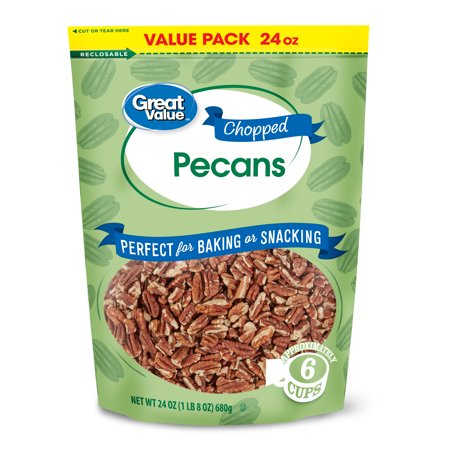 ◄ CUT OR TEAR HERE
RECLOSABLE
VALUE PACK 24 OZ
Great
Value™
Chopped
Pecans
PERFECT for BAKING or SNACKING
APPROXIMATELY
6
CUPS
NET WT 24 OZ (1 LB 8 OZ) 680g